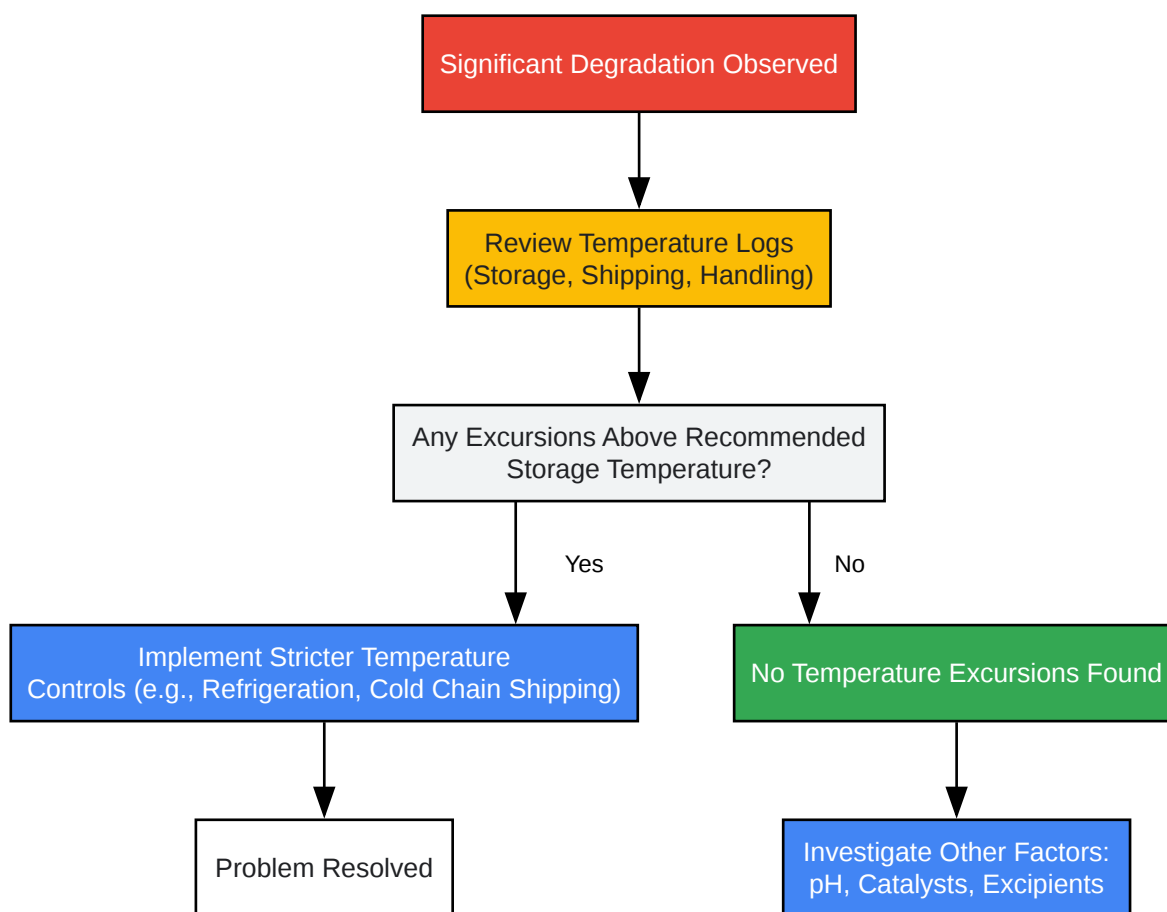 Significant Degradation Observed
Review Temperature Logs
(Storage, Shipping, Handling)
Any Excursions Above Recommended
Storage Temperature?
Yes
No
Implement Stricter Temperature
Controls (e.g., Refrigeration, Cold Chain Shipping)
No Temperature Excursions Found
Problem Resolved
Investigate Other Factors:
pH, Catalysts, Excipients